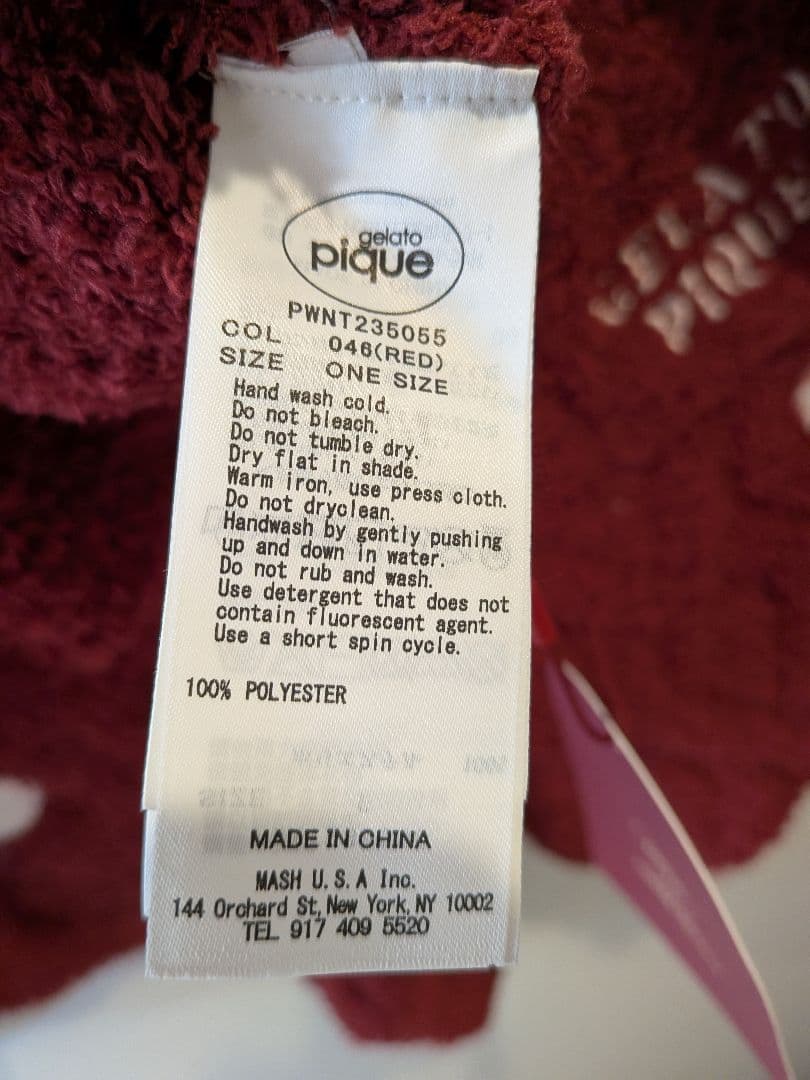 gelato
pique
PWNT235055
COL 046(RED)
SIZE ONE SIZE
Hand wash cold.
Do not bleach.
Do not tumble dry.
Dry flat in shade.
Warm iron, use press cloth.
Do not dryclean.
Handwash by gently pushing
up and down in water.
Do not rub and wash.
Use detergent that does not
contain fluorescent agent.
Use a short spin cycle.
100% POLYESTER
MADE IN CHINA
MASH U.S.A Inc.
144 Orchard St, New York, NY 10002
TEL 917 409 5520
GELATO
PIQUE